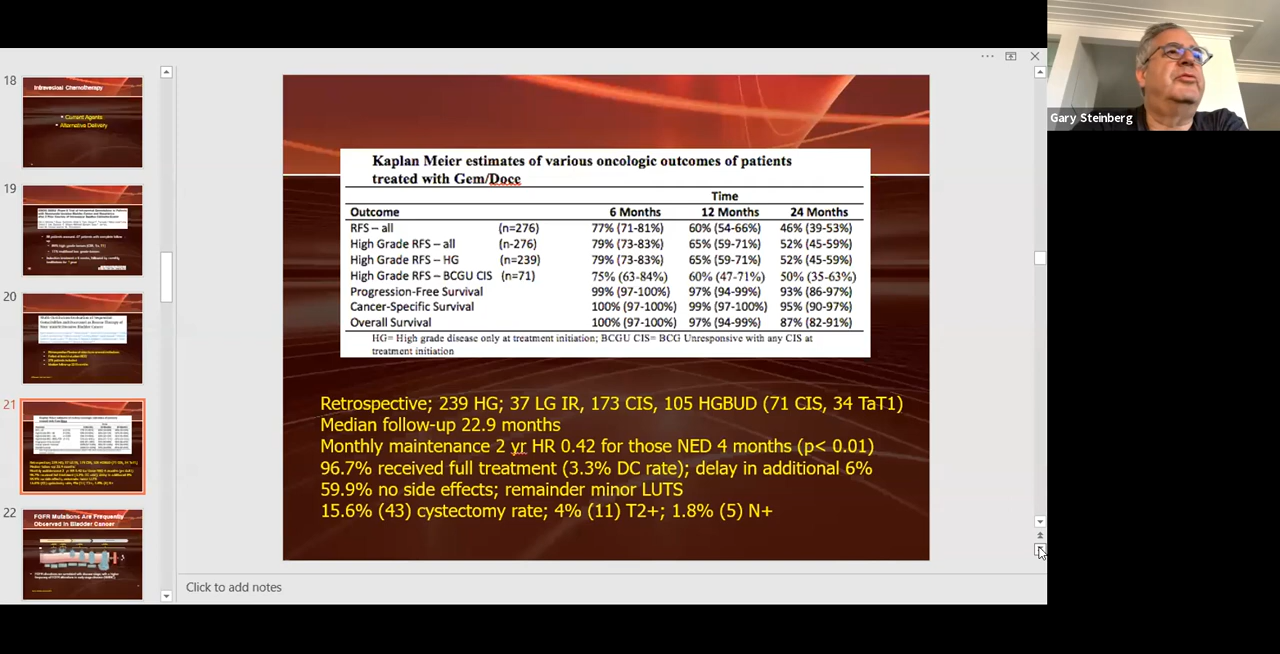 Gary Steinberg
18
Intravesical Chemotherapy
• Current Agents
• Alternative Delivery
19
20
21
22
FGFR Mutations Are Frequently
Observed in Bladder Cancer
Kaplan Meier estimates of various oncologic outcomes of patients
treated with Gem/Doce
Time
Outcome 6 Months 12 Months 24 Months
RFS – all (n=276) 77% (71-81%) 60% (54-66%) 46% (39-53%)
High Grade RFS – all (n-276) 79% (73-83%) 65% (59-71%) 52% (45-59%)
High Grade RFS – HG (n=239) 79% (73-83%) 65% (59-71%) 52% (45-59%)
High Grade RFS – BCGU CIS (n=71) 75% (63-84%) 60% (47-71%) 50% (35-63%)
Progression-Free Survival 99% (97-100%) 97% (94-99%) 93% (86-97%)
Cancer-Specific Survival 100% (97-100%) 99% (97-100%) 95% (90-97%)
Overall Survival 100% (97-100%) 97% (94-99%) 87% (82-91%)
HG= High grade disease only at treatment initiation; BCGU CIS= BCG Unresponsive with any CIS at
treatment initiation
Retrospective; 239 HG; 37 LG IR, 173 CIS, 105 HGBUD (71 CIS, 34 TaT1)
Median follow-up 22.9 months
Monthly maintenance 2 yr HR 0.42 for those NED 4 months (p< 0.01)
96.7% received full treatment (3.3% DC rate); delay in additional 6%
59.9% no side effects; remainder minor LUTS
15.6% (43) cystectomy rate; 4% (11) T2+; 1.8% (5) N+
Click to add notes